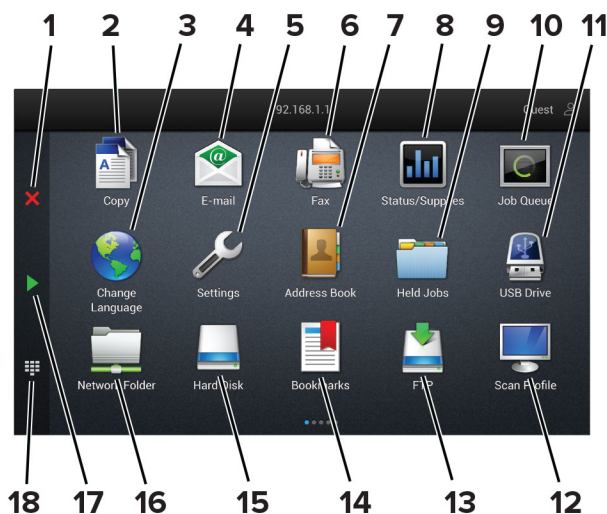 1 2 3 4 5 6 7 8 9 10 11
92.168.1.1
Guest
A
@
Copy E-mail Fax Status/Supplies Job Queue
Change
Language
Settings Address Book Held Jobs USB Drive
Network Folder Hard Disk Bookmarks FTP Scan Profile
18 17 16 15 14 13 12